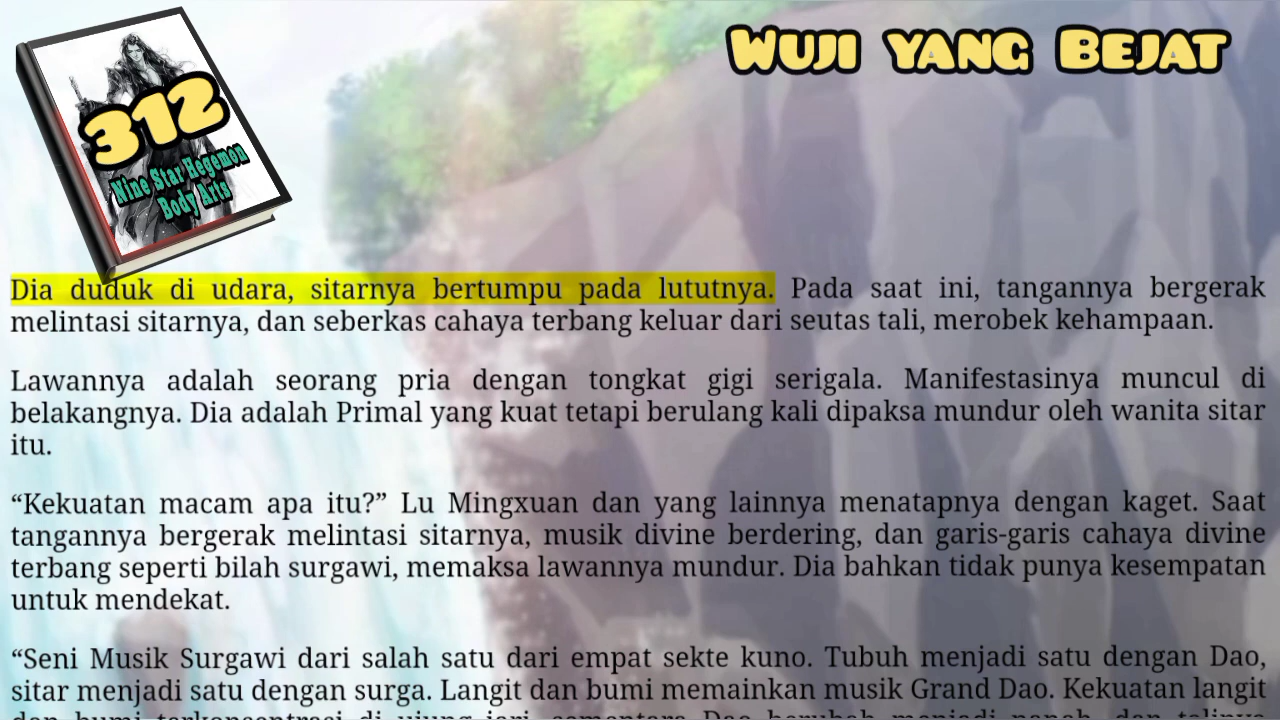 Wuji yang Bejat
312
Nine Star Hegemon
Body Arts
Dia duduk di udara, sitarnya bertumpu pada lututnya. Pada saat ini, tangannya bergerak
melintasi sitarnya, dan seberkas cahaya terbang keluar dari seutas tali, merobek kehampaan.
Lawannya adalah seorang pria dengan tongkat gigi serigala. Manifestasinya muncul di
belakangnya. Dia adalah Primal yang kuat tetapi berulang kali dipaksa mundur oleh wanita sitar
itu.
“Kekuatan macam apa itu?” Lu Mingxuan dan yang lainnya menatapnya dengan kaget. Saat
tangannya bergerak melintasi sitarnya, musik divine berdering, dan garis-garis cahaya divine
terbang seperti bilah surgawi, memaksa lawannya mundur. Dia bahkan tidak punya kesempatan
untuk mendekat.
“Seni Musik Surgawi dari salah satu dari empat sekte kuno. Tubuh menjadi satu dengan Dao,
sitar menjadi satu dengan surga. Langit dan bumi memainkan musik Grand Dao. Kekuatan langit